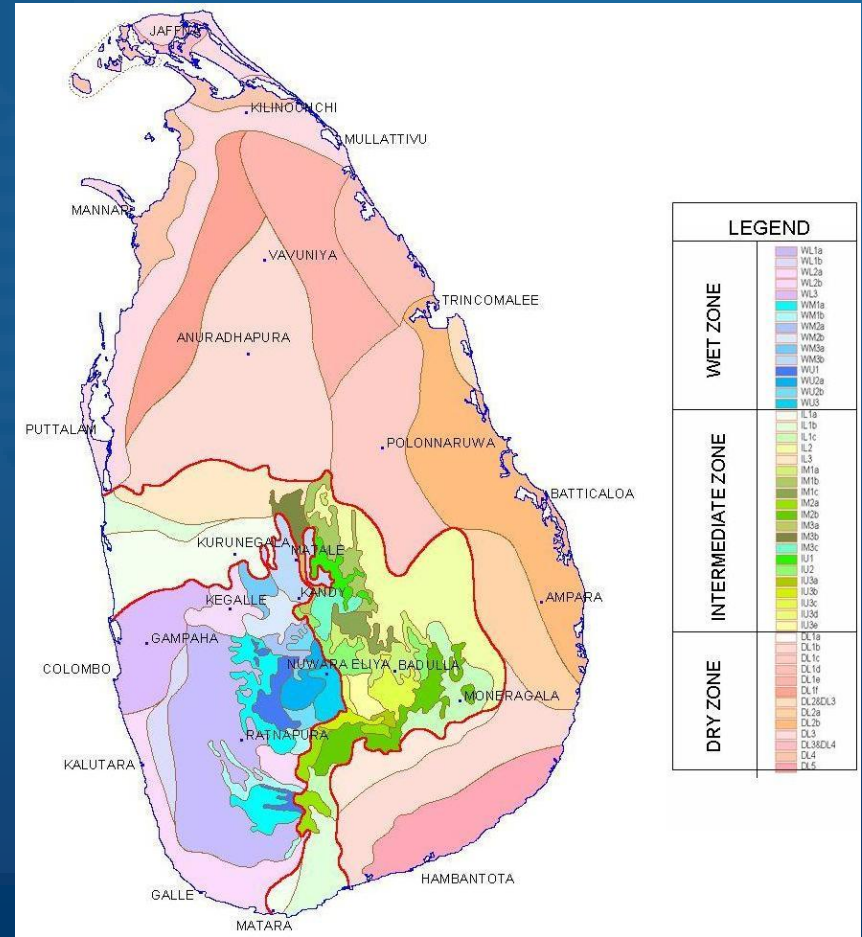 JAFFNA
KILINOCHCHI
MULLATTIVU
MANNAR
VAVUNIYA
TRINCOMALEE
ANURADHAPURA
PUTTALAM
POLONNARUWA
BATTICALOA
KURUNEGALA
MATALE
KEGALLE
KANDY
AMPARA
GAMPAHA
COLOMBO
NUWARA ELIYA
BADULLA
MONERAGALA
RATNAPURA
KALUTARA
HAMBANTOTA
GALLE
MATARA
LEGEND
WET ZONE
WL1a
WL1b
WL2a
WL2b
WL3
WM1a
WM1b
WM2a
WM2b
WM3a
WM3b
WU1
WU2a
WU2b
WU3
INTERMEDIATE ZONE
IL1a
IL1b
IL1c
IL2
IL3
IM1a
IM1b
IM1c
IM2a
IM2b
IM3a
IM3b
IM3c
IU1
IU2
IU3a
IU3b
IU3c
IU3d
IU3e
DRY ZONE
DL1a
DL1b
DL1c
DL1d
DL1e
DL1f
DL2&DL3
DL2a
DL2b
DL3
DL3&DL4
DL4
DL5